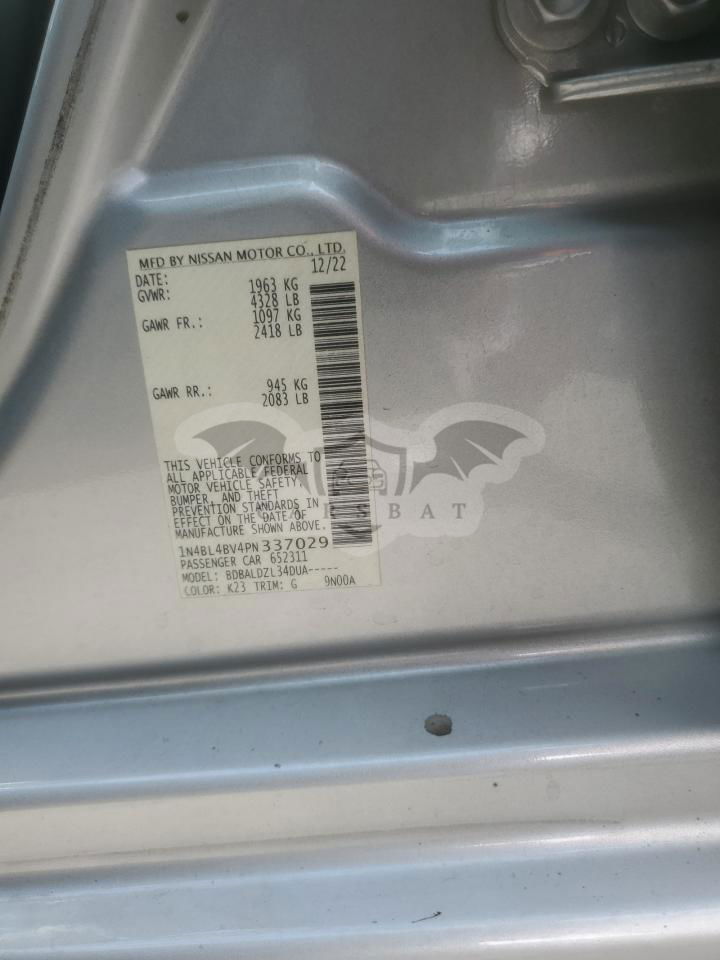 MFD BY NISSAN MOTOR CO., LTD.
DATE: 12/22
GVWR: 1963 KG
4328 LB
GAWR FR.: 1097 KG
2418 LB
GAWR RR.: 945 KG
2083 LB
THIS VEHICLE CONFORMS TO
ALL APPLICABLE FEDERAL
MOTOR VEHICLE SAFETY,
BUMPER, AND THEFT
PREVENTION STANDARDS IN
EFFECT ON THE DATE OF
MANUFACTURE SHOWN ABOVE.
1N4BL4BV4PN337029
PASSENGER CAR 652311
MODEL: BDBALDZL34DUA-----
COLOR: K23 TRIM: G 9N00A